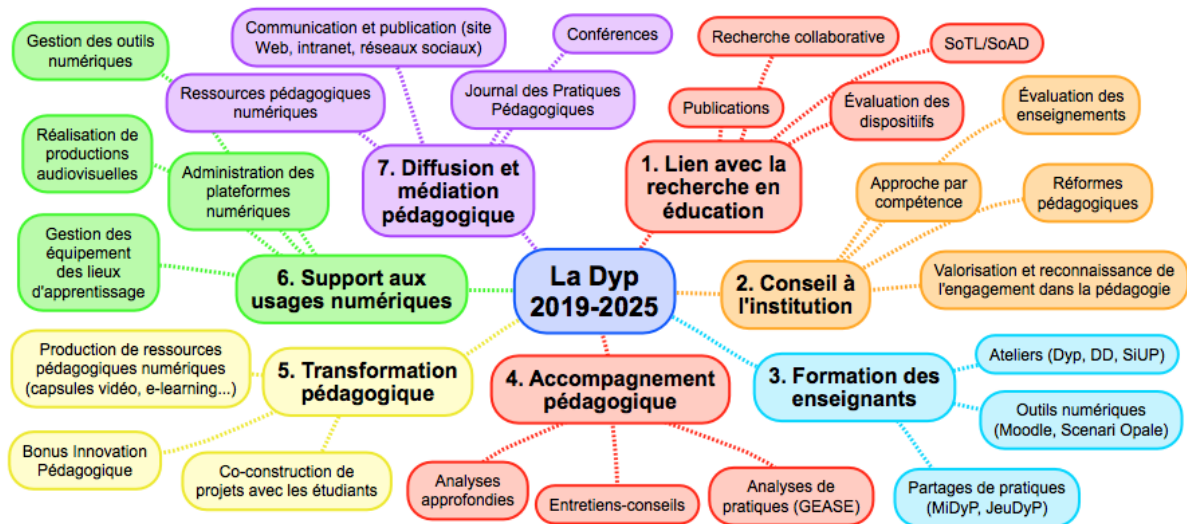 La Dyp
2019-2025
1. Lien avec la
recherche en
éducation
Recherche collaborative
SoTL/SoAD
Publications
Évaluation des
dispositiifs
2. Conseil à
l'institution
Évaluation des
enseignements
Approche par
compétence
Réformes
pédagogiques
Valorisation et reconnaissance de
l'engagement dans la pédagogie
3. Formation des
enseignants
Ateliers (Dyp, DD, SiUP)
Outils numériques
(Moodle, Scenari Opale)
Partages de pratiques
(MiDyP, JeuDyP)
4. Accompagnement
pédagogique
Analyses
approfondies
Entretiens-conseils
Analyses de
pratiques (GEASE)
5. Transformation
pédagogique
Production de ressources
pédagogiques numériques
(capsules vidéo, e-learning...)
Bonus Innovation
Pédagogique
Co-construction de
projets avec les étudiants
6. Support aux
usages numériques
Gestion des outils
numériques
Réalisation de
productions
audiovisuelles
Administration des
plateformes
numériques
Gestion des
équipement
des lieux
d'apprentissage
7. Diffusion et
médiation
pédagogique
Communication et publication (site
Web, intranet, réseaux sociaux)
Conférences
Ressources pédagogiques
numériques
Journal des Pratiques
Pédagogiques